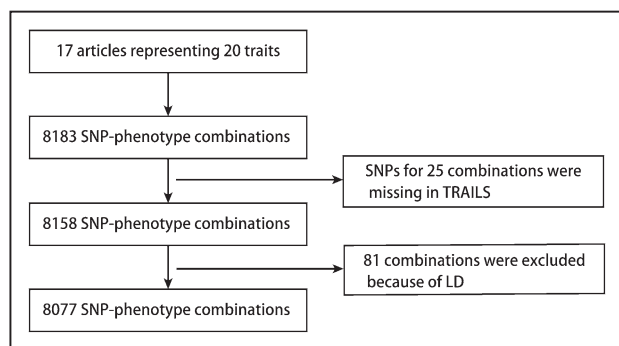 17 articles representing 20 traits
8183 SNP-phenotype combinations
SNPs for 25 combinations were
missing in TRAILS
8158 SNP-phenotype combinations
81 combinations were excluded
because of LD
8077 SNP-phenotype combinations